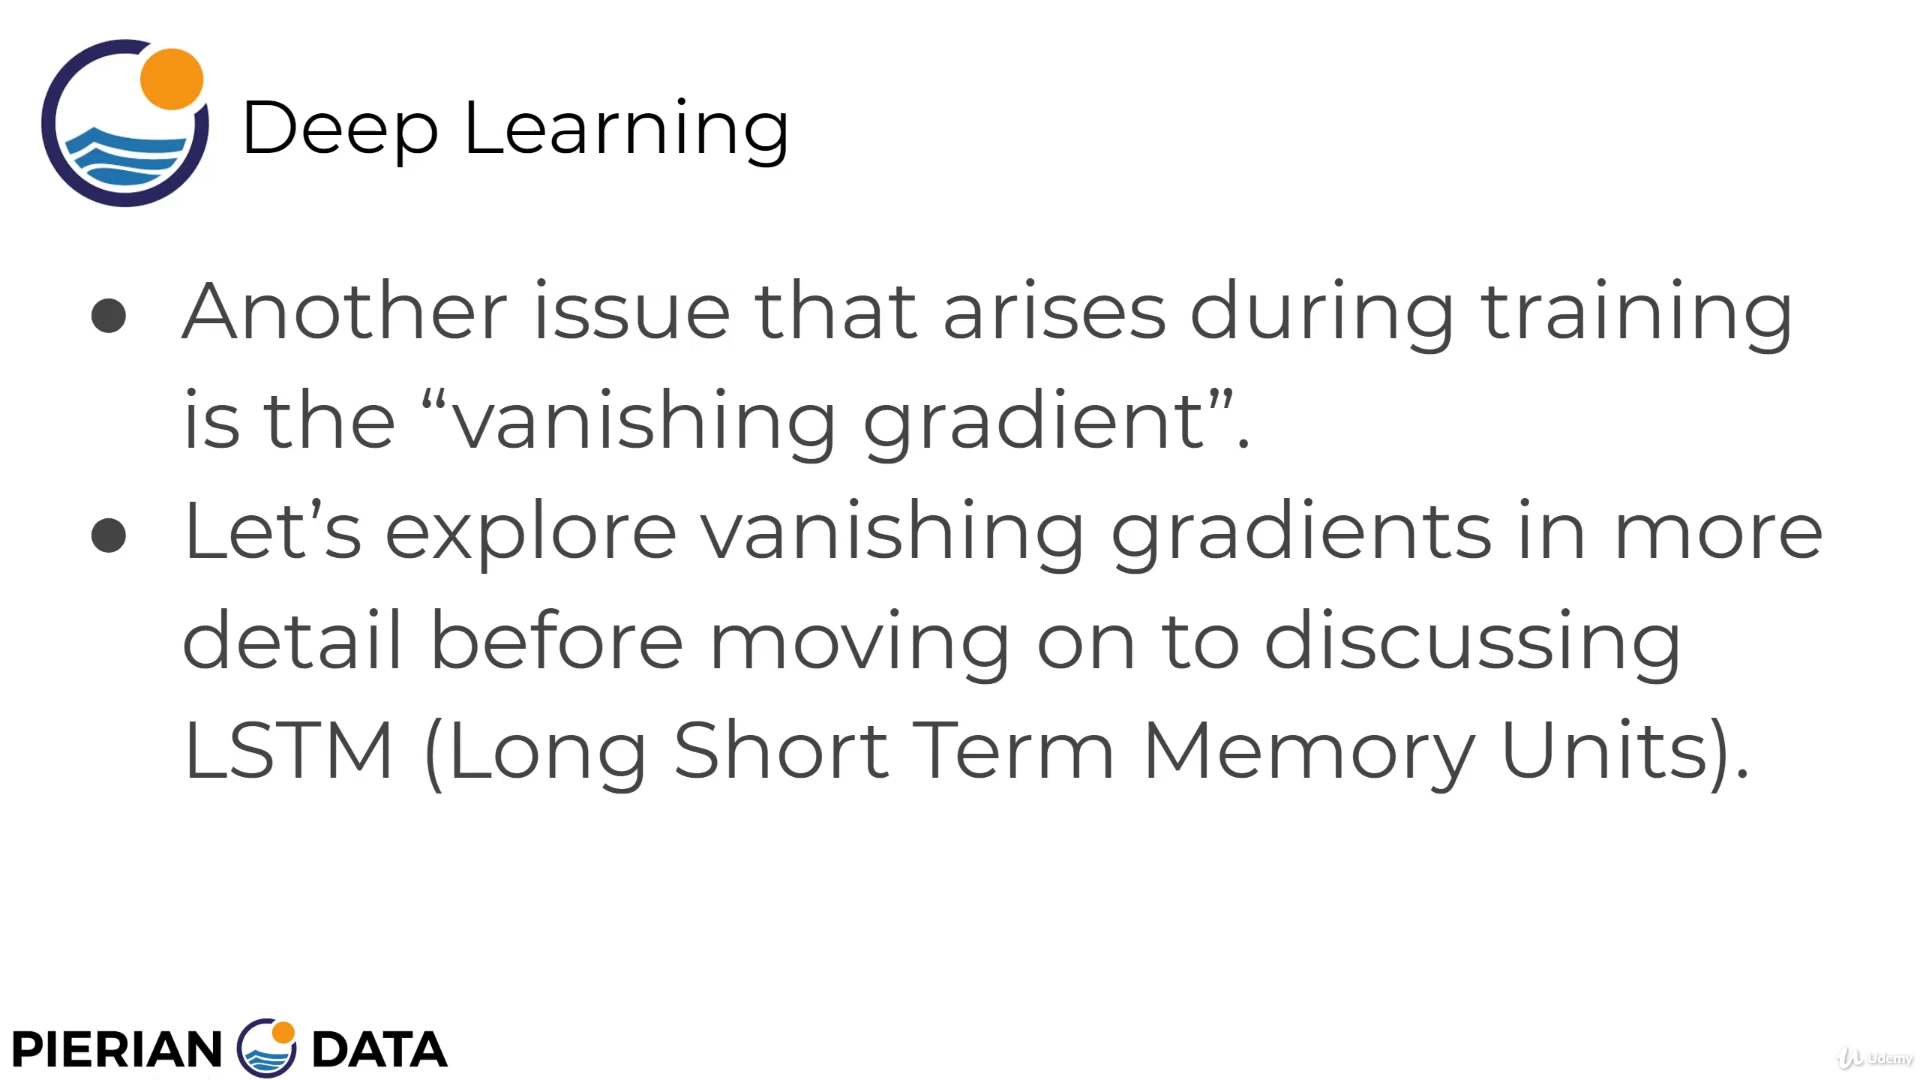 Deep Learning
● Another issue that arises during training
is the “vanishing gradient”.
● Let’s explore vanishing gradients in more
detail before moving on to discussing
LSTM (Long Short Term Memory Units).
PIERIAN DATA
Udemy